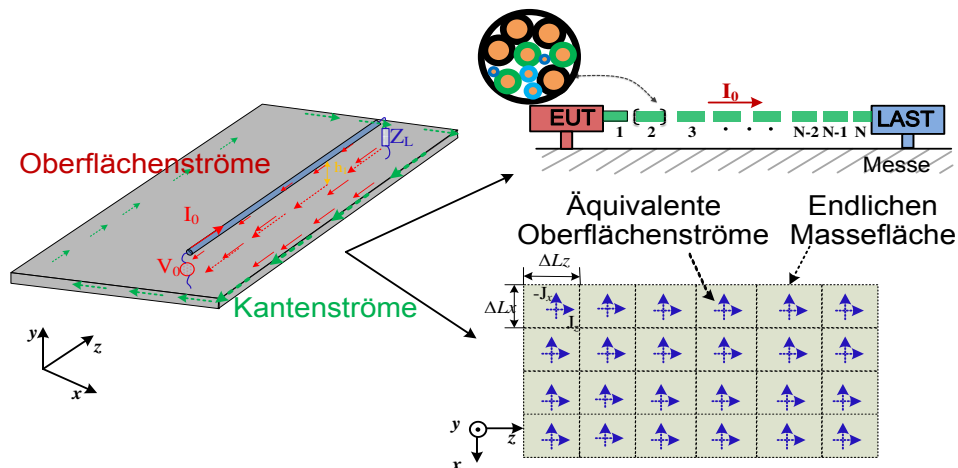 Oberflächenströme
Z_L
I_0
V_0
Kantenströme
y
z
x
I_0
EUT
LAST
1
2
3
. . .
N-2
N-1
N
Messe
Äquivalente
Oberflächenströme
Endlichen
Massefläche
ΔLz
ΔLx
-J_x
y
z
x